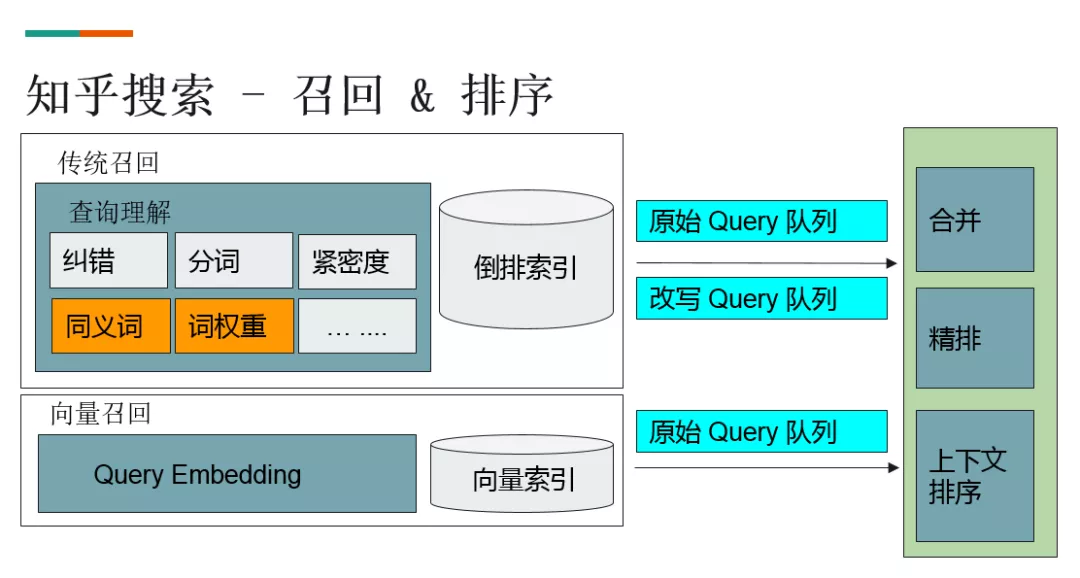 知乎搜索 - 召回 & 排序
传统召回
查询理解
纠错
分词
紧密度
同义词
词权重
... ....
倒排索引
原始 Query 队列
改写 Query 队列
向量召回
Query Embedding
向量索引
原始 Query 队列
合并
精排
上下文
排序